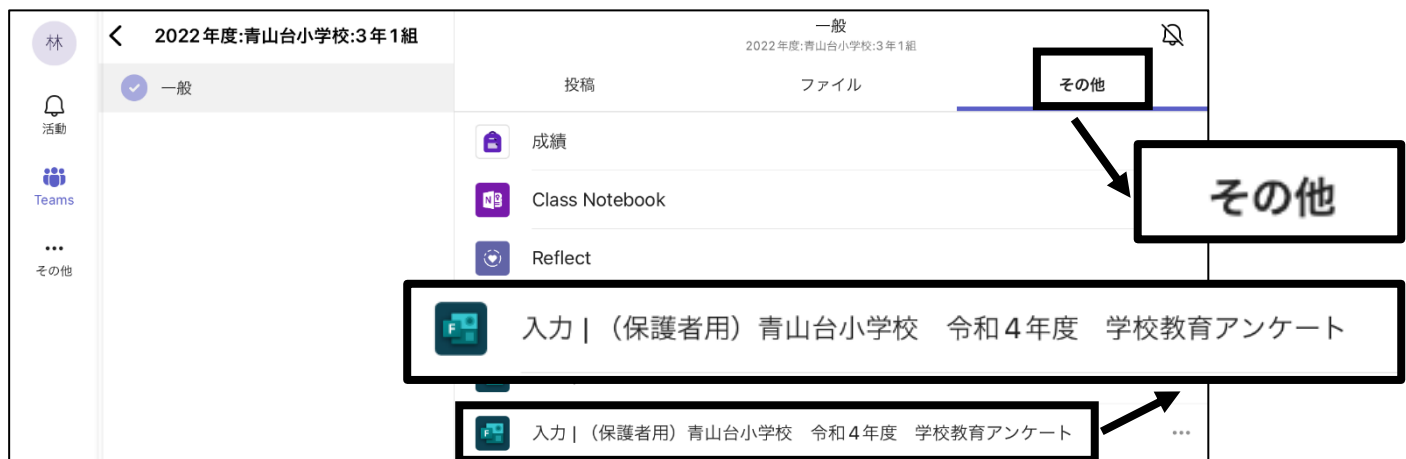 林
2022年度:青山台小学校:3年1組
一般
2022年度:青山台小学校:3年1組
一般
投稿
ファイル
その他
活動
Teams
その他
成績
Class Notebook
Reflect
その他
入力 | （保護者用）青山台小学校　令和4年度　学校教育アンケート
入力 | （保護者用）青山台小学校　令和4年度　学校教育アンケート